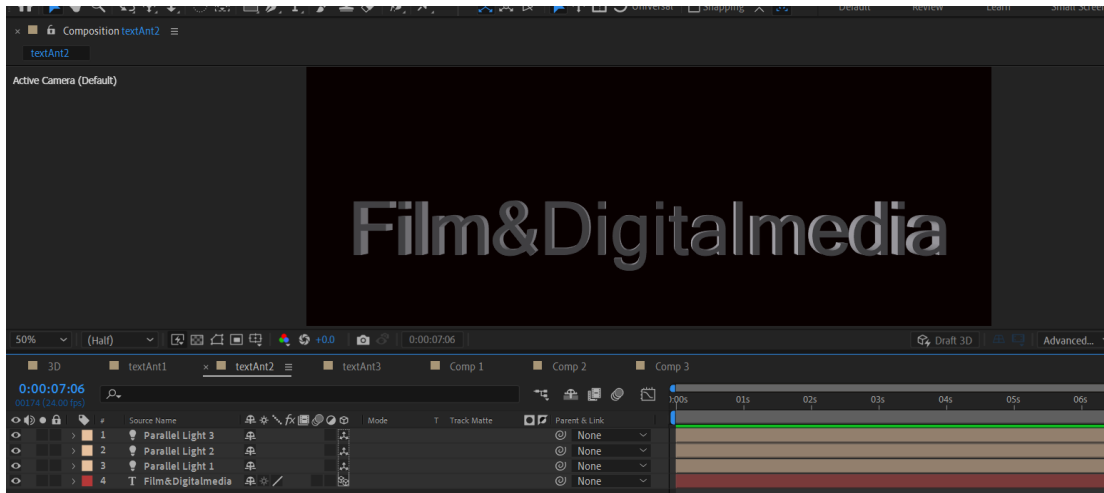 Universal Snapping Default Review Learn Small Screen
× Composition textAnt2
textAnt2
Active Camera (Default)
Film&Digitalmedia
50% (Half) +0.0 0:00:07:06 Draft 3D Advanced...
3D textAnt1 × textAnt2 textAnt3 Comp 1 Comp 2 Comp 3
0:00:07:06
00174 (24.00 fps) 01s 02s 03s 04s 05s 06s
# Source Name Mode T Track Matte Parent & Link
1 Parallel Light 3 None
2 Parallel Light 2 None
3 Parallel Light 1 None
4 T Film&Digitalmedia None